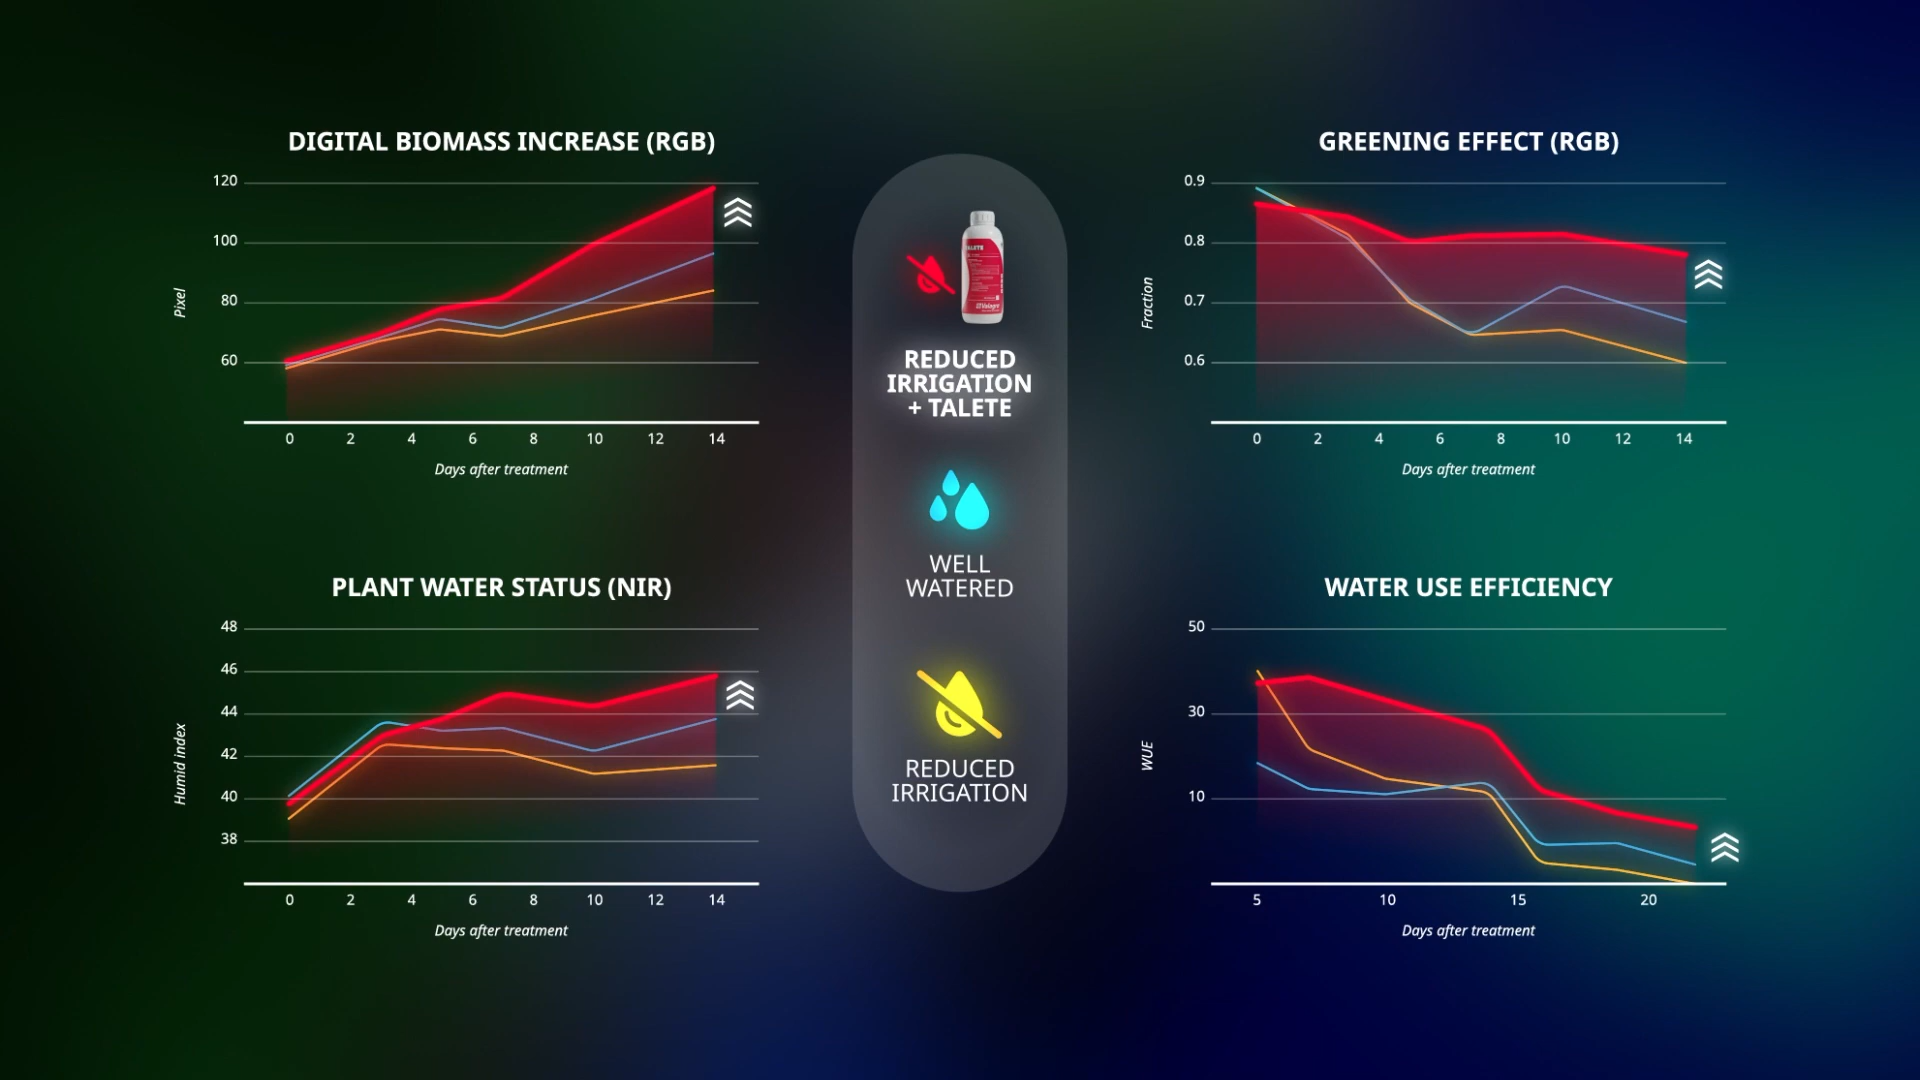 DIGITAL BIOMASS INCREASE (RGB)
120
100
80
60
Pixel
0 2 4 6 8 10 12 14
Days after treatment
GREENING EFFECT (RGB)
0.9
0.8
0.7
0.6
Fraction
0 2 4 6 8 10 12 14
Days after treatment
TALETE
Valagro
REDUCED
IRRIGATION
+ TALETE
WELL
WATERED
REDUCED
IRRIGATION
PLANT WATER STATUS (NIR)
48
46
44
42
40
38
Humid index
0 2 4 6 8 10 12 14
Days after treatment
WATER USE EFFICIENCY
50
30
10
WUE
5 10 15 20
Days after treatment